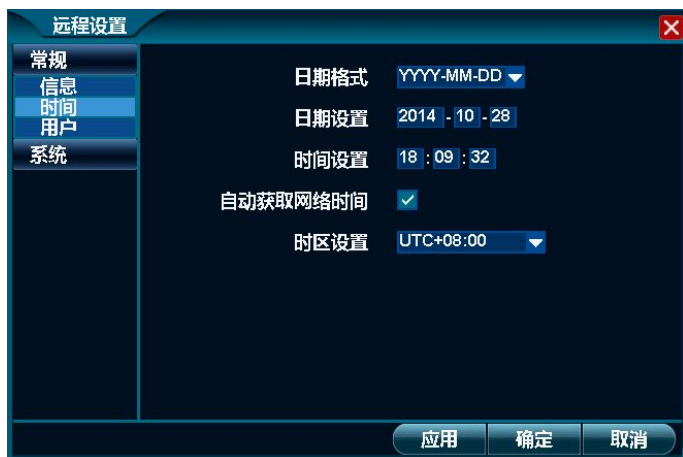 远程设置
常规
信息
时间
用户
系统
日期格式 YYYY-MM-DD
日期设置 2014 - 10 - 28
时间设置 18 : 09 : 32
自动获取网络时间
时区设置 UTC+08:00
应用 确定 取消